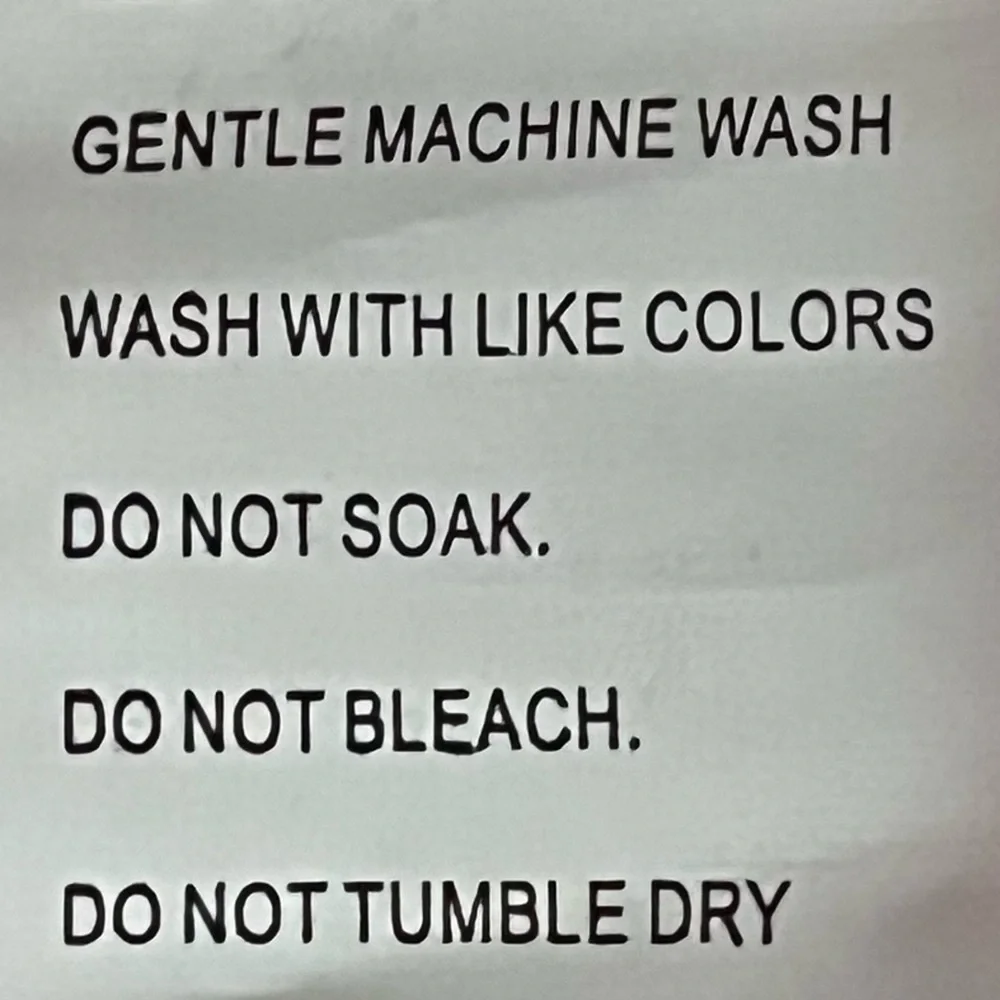 GENTLE MACHINE WASH
WASH WITH LIKE COLORS
DO NOT SOAK.
DO NOT BLEACH.
DO NOT TUMBLE DRY